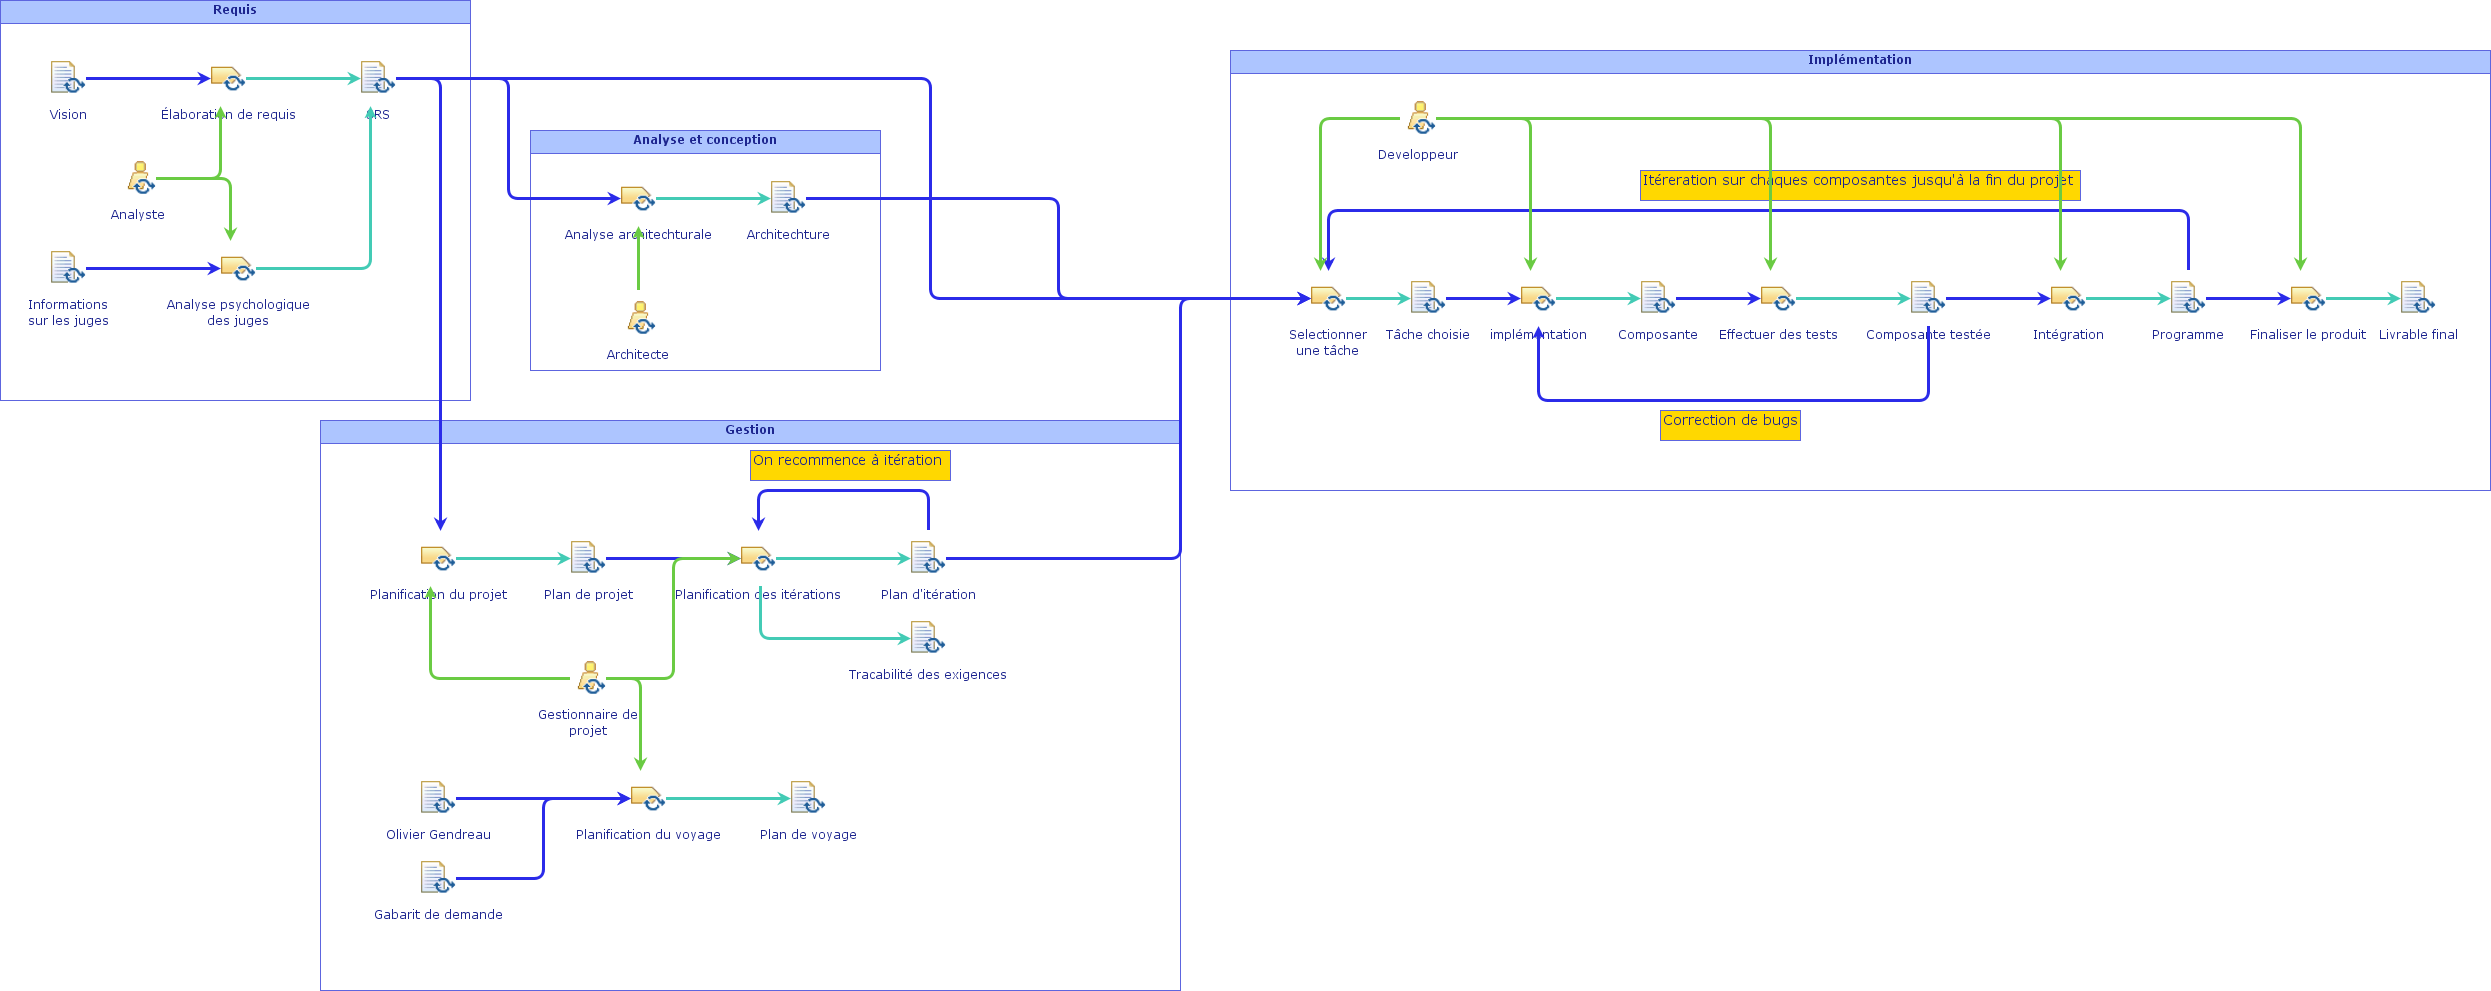 Requis
Vision
Élaboration de requis
SRS
Analyste
Informations
sur les juges
Analyse psychologique
des juges
Analyse et conception
Analyse architechturale
Architechture
Architecte
Implémentation
Developpeur
Itéreration sur chaques composantes jusqu'à la fin du projet
Selectionner
une tâche
Tâche choisie
implémentation
Composante
Effectuer des tests
Composante testée
Intégration
Programme
Finaliser le produit
Livrable final
Correction de bugs
Gestion
On recommence à itération
Planification du projet
Plan de projet
Planification des itérations
Plan d'itération
Tracabilité des exigences
Gestionnaire de
projet
Olivier Gendreau
Planification du voyage
Plan de voyage
Gabarit de demande